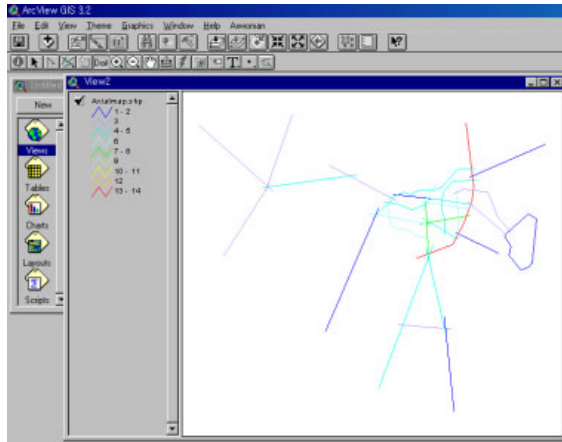 ArcView GIS 3.2
File Edit View Theme Graphics Window Help Axwoman
View2
New
Views
Tables
Charts
Layouts
Scripts
Axialmap.shp
1 - 2
3
4 - 5
6
7 - 8
9
10 - 11
12
13 - 14